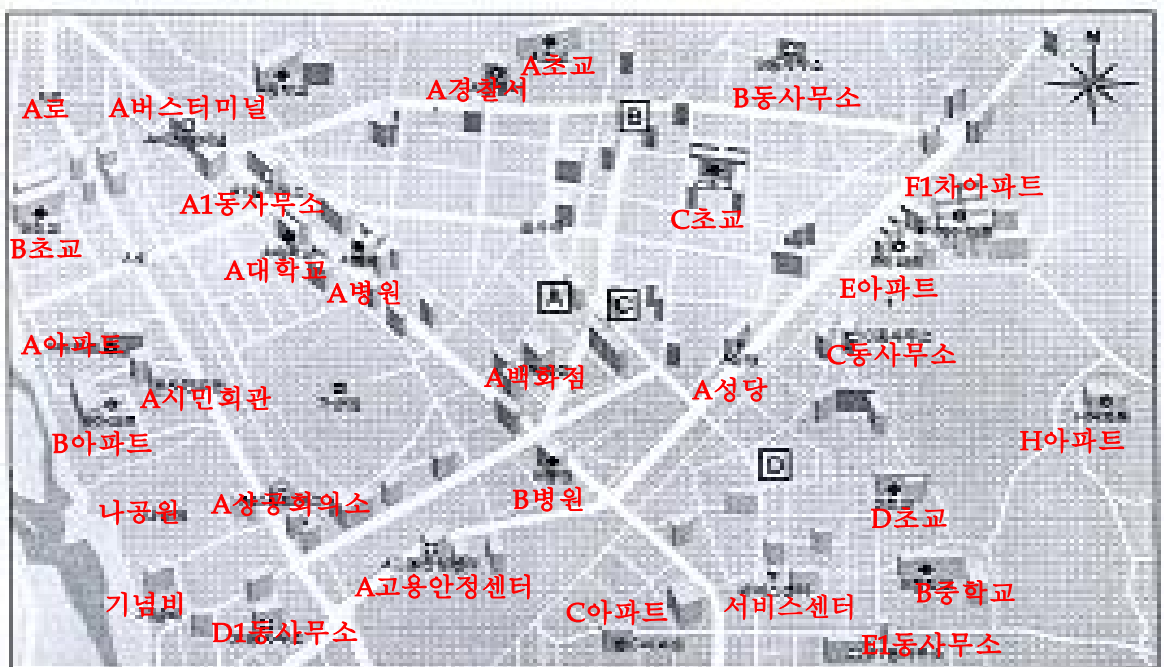 A초교
A경찰서
B동사무소
A로
A버스터미널
B
F1차아파트
A1동사무소
C초교
B초교
A대학교
A병원
E아파트
A
C
A아파트
C동사무소
A백화점
A성당
A시민회관
B아파트
H아파트
D
나공원
A상공회의소
B병원
D초교
A고용안정센터
기념비
C아파트
서비스센터
B중학교
D1동사무소
E1동사무소